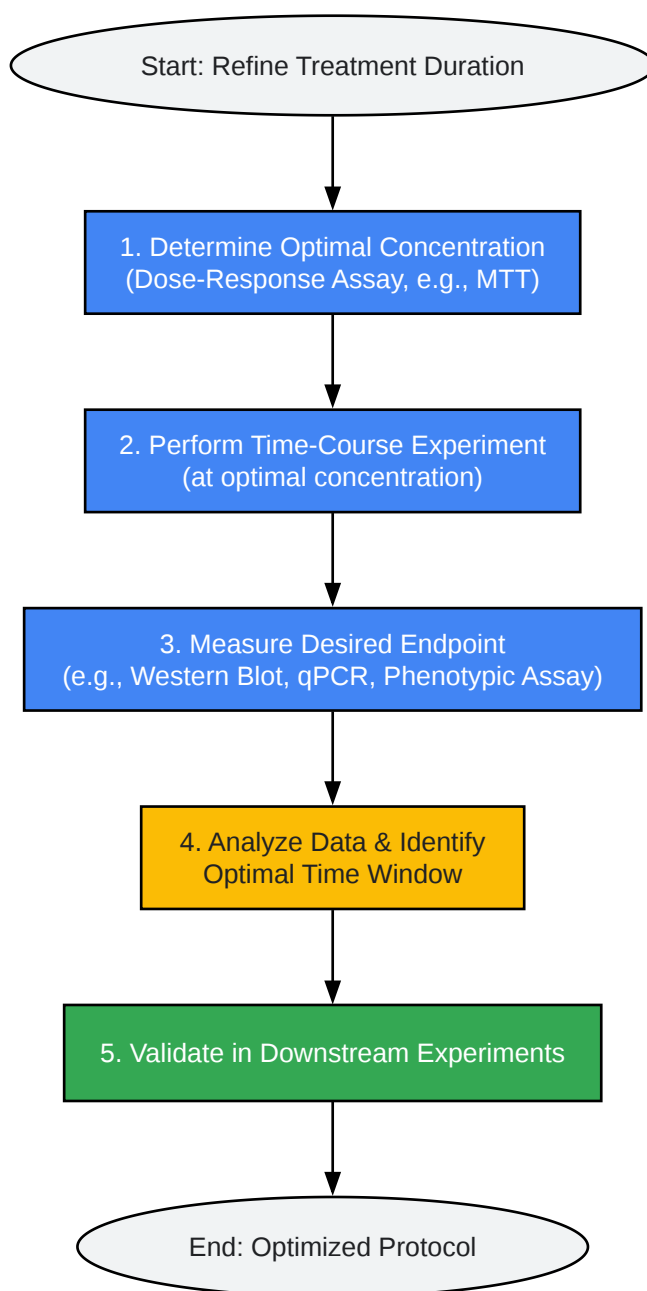 Start: Refine Treatment Duration
1. Determine Optimal Concentration
(Dose-Response Assay, e.g., MTT)
2. Perform Time-Course Experiment
(at optimal concentration)
3. Measure Desired Endpoint
(e.g., Western Blot, qPCR, Phenotypic Assay)
4. Analyze Data & Identify
Optimal Time Window
5. Validate in Downstream Experiments
End: Optimized Protocol